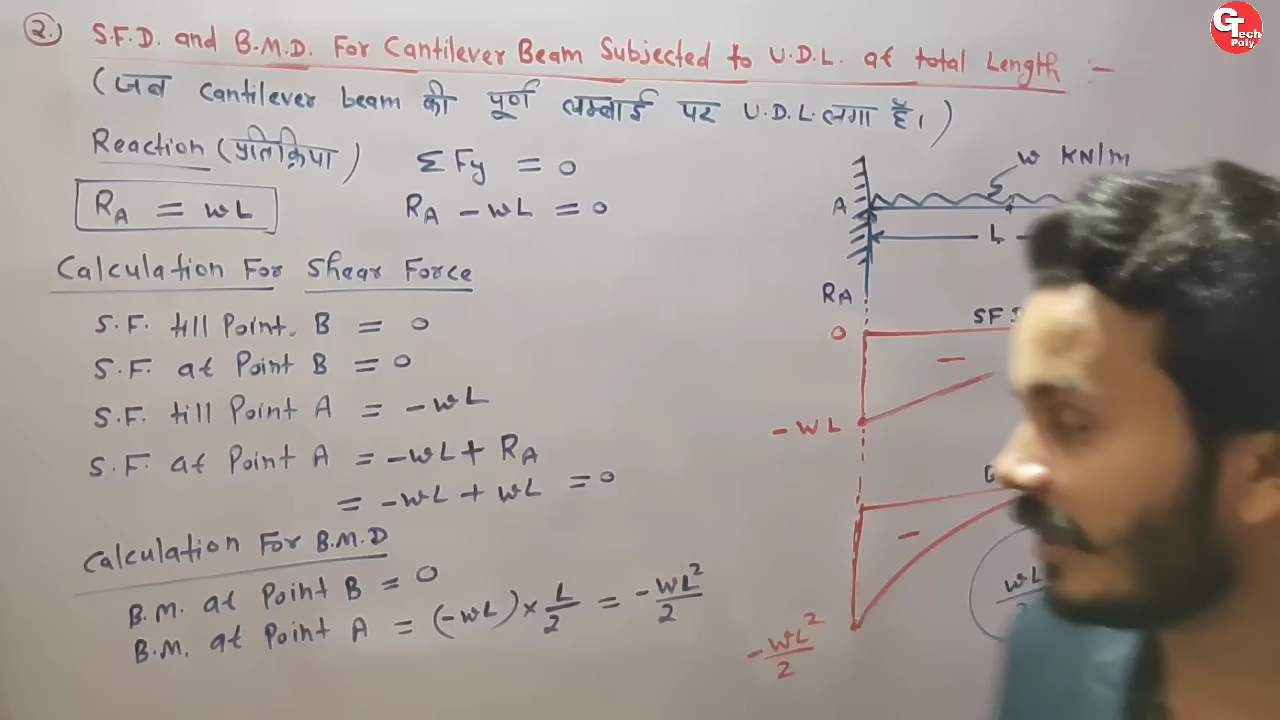 2.) S.F.D. and B.M.D. For Cantilever Beam Subjected to U.D.L. at total Length :-
(जब Cantilever beam की पूर्ण लम्बाई पर U.D.L. लगा है।)
Reaction (प्रतिक्रिया) ΣFy = 0
RA = wL RA - wL = 0
Calculation For Shear Force
S.F. till Point. B = 0
S.F. at Point B = 0
S.F. till Point A = -wL
S.F. at Point A = -wL + RA
= -wL + wL = 0
Calculation For B.M.D
B.M. at Point B = 0
B.M. at Point A = (-wL) × L/2 = -wL²/2
w KN/m
A
L
RA
SF
0
-
-WL
-
-WL²/2
GTech Poly